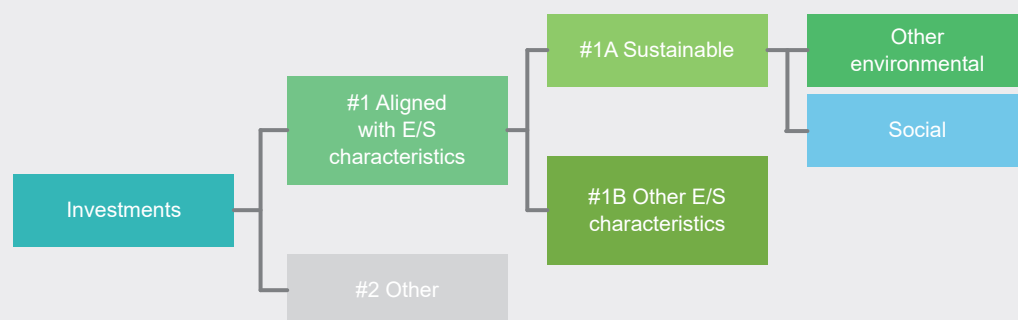 Investments
#1 Aligned
with E/S
characteristics
#2 Other
#1A Sustainable
#1B Other E/S
characteristics
Other
environmental
Social